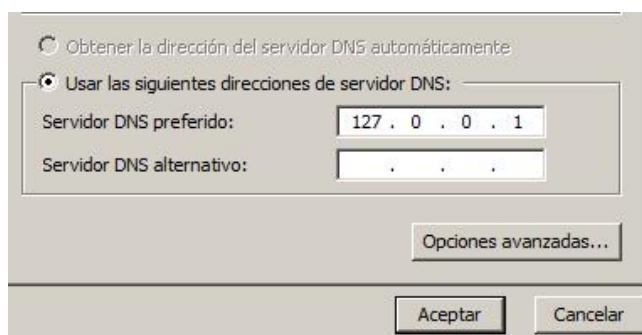 Obtener la dirección del servidor DNS automáticamente
Usar las siguientes direcciones de servidor DNS:
Servidor DNS preferido: 127 . 0 . 0 . 1
Servidor DNS alternativo: . . .
Opciones avanzadas...
Aceptar Cancelar